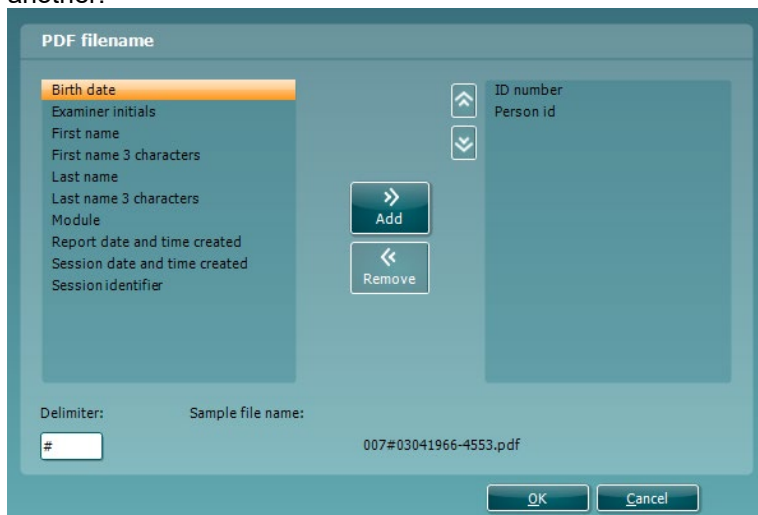 another.
PDF filename
Birth date
Examiner initials
First name
First name 3 characters
Last name
Last name 3 characters
Module
Report date and time created
Session date and time created
Session identifier
Add
Remove
ID number
Person id
Delimiter:
Sample file name:
#
007#03041966-4553.pdf
OK
Cancel